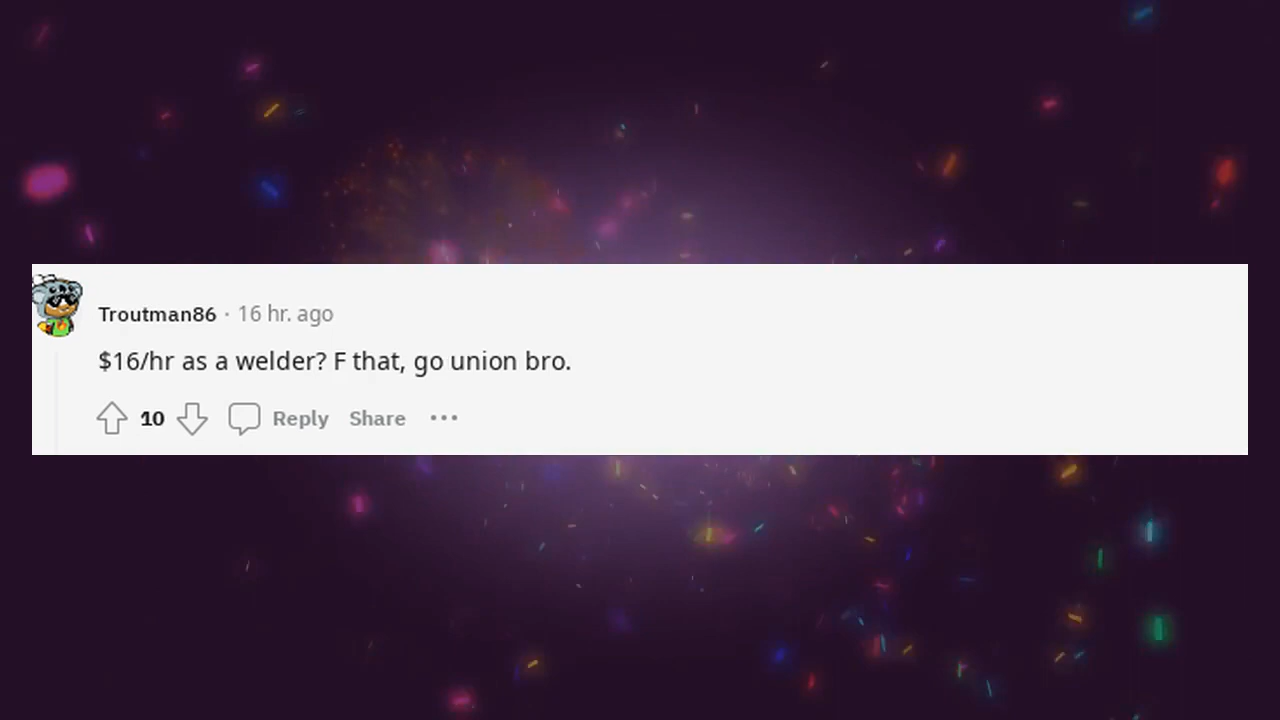 Troutman86 · 16 hr. ago
$16/hr as a welder? F that, go union bro.
10 Reply Share ···